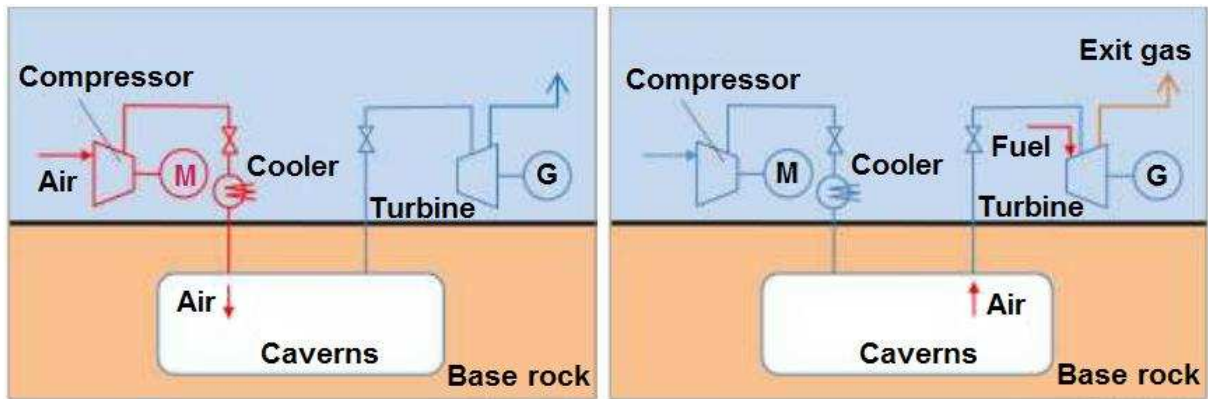 Compressor
Air
M
Cooler
Turbine
G
Air
Caverns
Base rock
Exit gas
Compressor
Fuel
M
Cooler
G
Turbine
Air
Caverns
Base rock